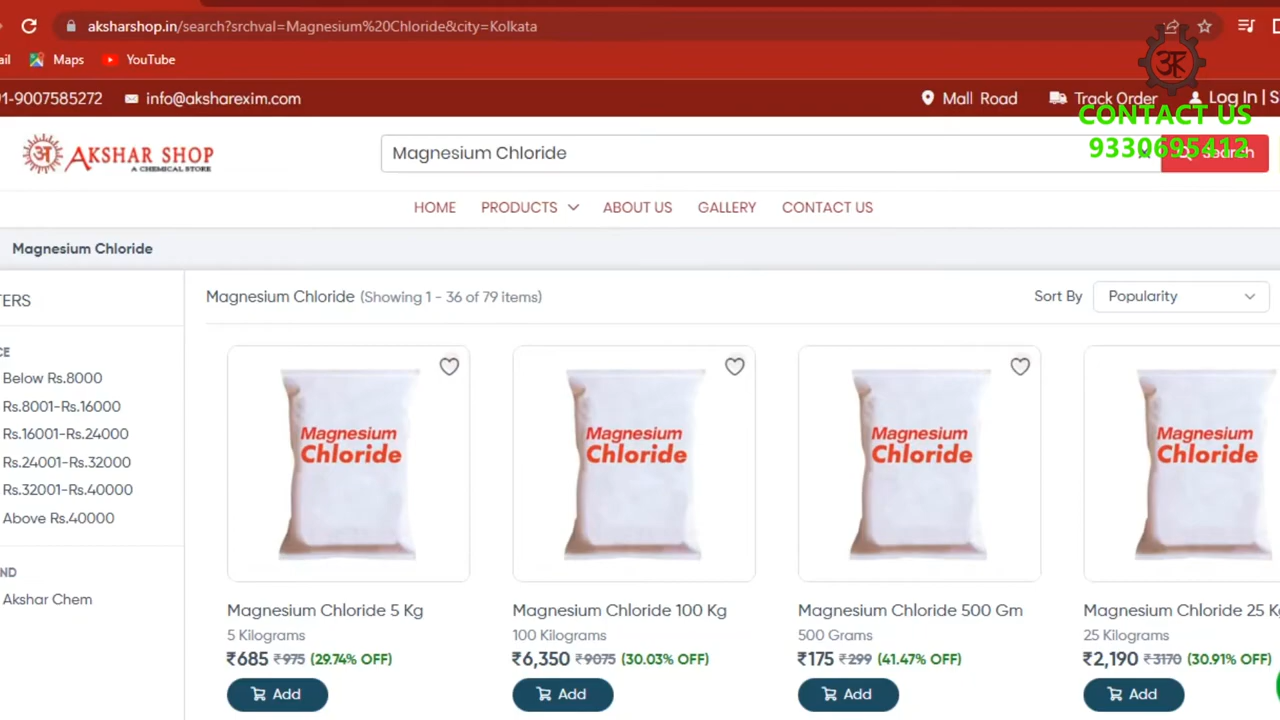 aksharshop.in/search?srchval=Magnesium%20Chloride&city=Kolkata
ail Maps YouTube
1-9007585272 info@aksharexim.com Mall Road Track Order Log In | S
अ AKSHAR SHOP
A CHEMICAL STORE
Magnesium Chloride
Search
CONTACT US
9330695412
HOME PRODUCTS ABOUT US GALLERY CONTACT US
Magnesium Chloride
TERS
Magnesium Chloride (Showing 1 - 36 of 79 items)
Sort By Popularity
CE
Below Rs.8000
Rs.8001-Rs.16000
Rs.16001-Rs.24000
Rs.24001-Rs.32000
Rs.32001-Rs.40000
Above Rs.40000
ND
Akshar Chem
Magnesium Chloride
Magnesium Chloride
Magnesium Chloride
Magnesium Chloride
Magnesium Chloride 5 Kg
5 Kilograms
₹685 ₹975 (29.74% OFF)
Add
Magnesium Chloride 100 Kg
100 Kilograms
₹6,350 ₹9075 (30.03% OFF)
Add
Magnesium Chloride 500 Gm
500 Grams
₹175 ₹299 (41.47% OFF)
Add
Magnesium Chloride 25 Kg
25 Kilograms
₹2,190 ₹3170 (30.91% OFF)
Add